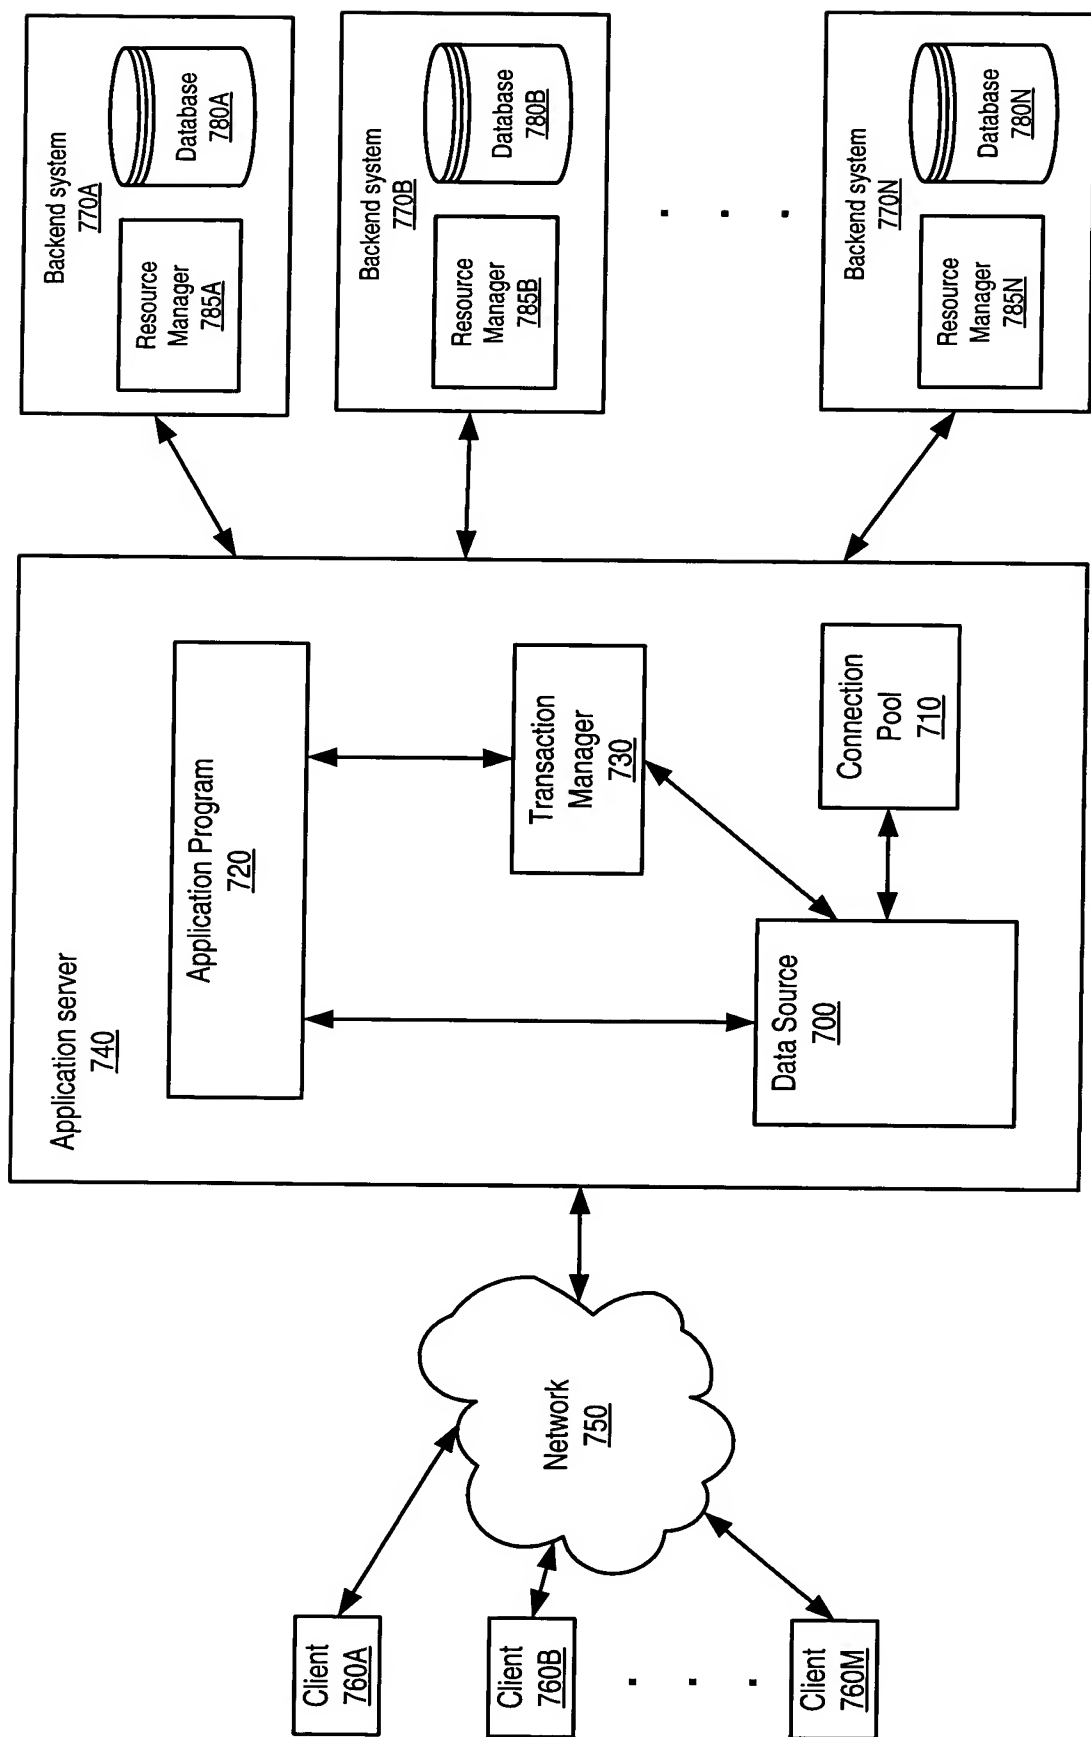 Client
760A
Client
760B
Client
760M
Network
750
Application server
740
Application Program
720
Transaction
Manager
730
Data Source
700
Connection
Pool
710
Backend system
770A
Resource
Manager
785A
Database
780A
Backend system
770B
Resource
Manager
785B
Database
780B
Backend system
770N
Resource
Manager
785N
Database
780N